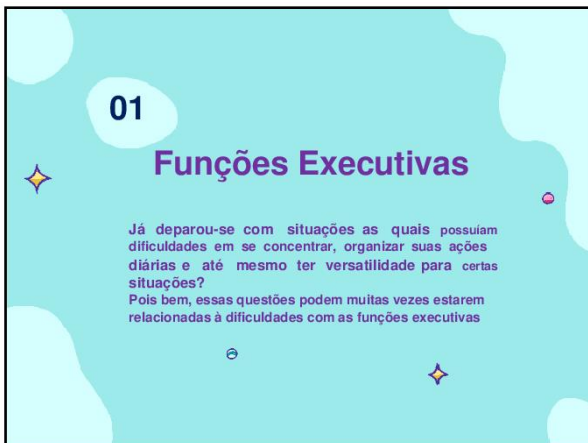 01
Funções Executivas
Já deparou-se com situações as quais possuíam
dificuldades em se concentrar, organizar suas ações
diárias e até mesmo ter versatilidade para certas
situações?
Pois bem, essas questões podem muitas vezes estarem
relacionadas à dificuldades com as funções executivas